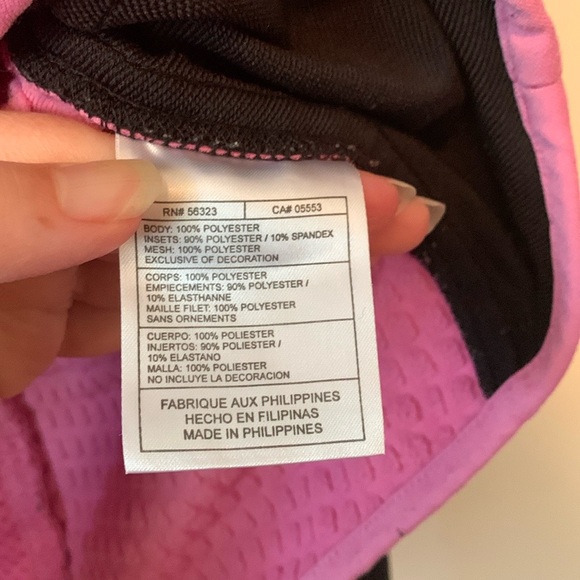 RN# 56323 CA# 05553
BODY: 100% POLYESTER
INSETS: 90% POLYESTER / 10% SPANDEX
MESH: 100% POLYESTER
EXCLUSIVE OF DECORATION
CORPS: 100% POLYESTER
EMPIECEMENTS: 90% POLYESTER /
10% ELASTHANNE
MAILLE FILET: 100% POLYESTER
SANS ORNEMENTS
CUERPO: 100% POLIESTER
INJERTOS: 90% POLIESTER /
10% ELASTANO
MALLA: 100% POLIESTER
NO INCLUYE LA DECORACION
FABRIQUE AUX PHILIPPINES
HECHO EN FILIPINAS
MADE IN PHILIPPINES